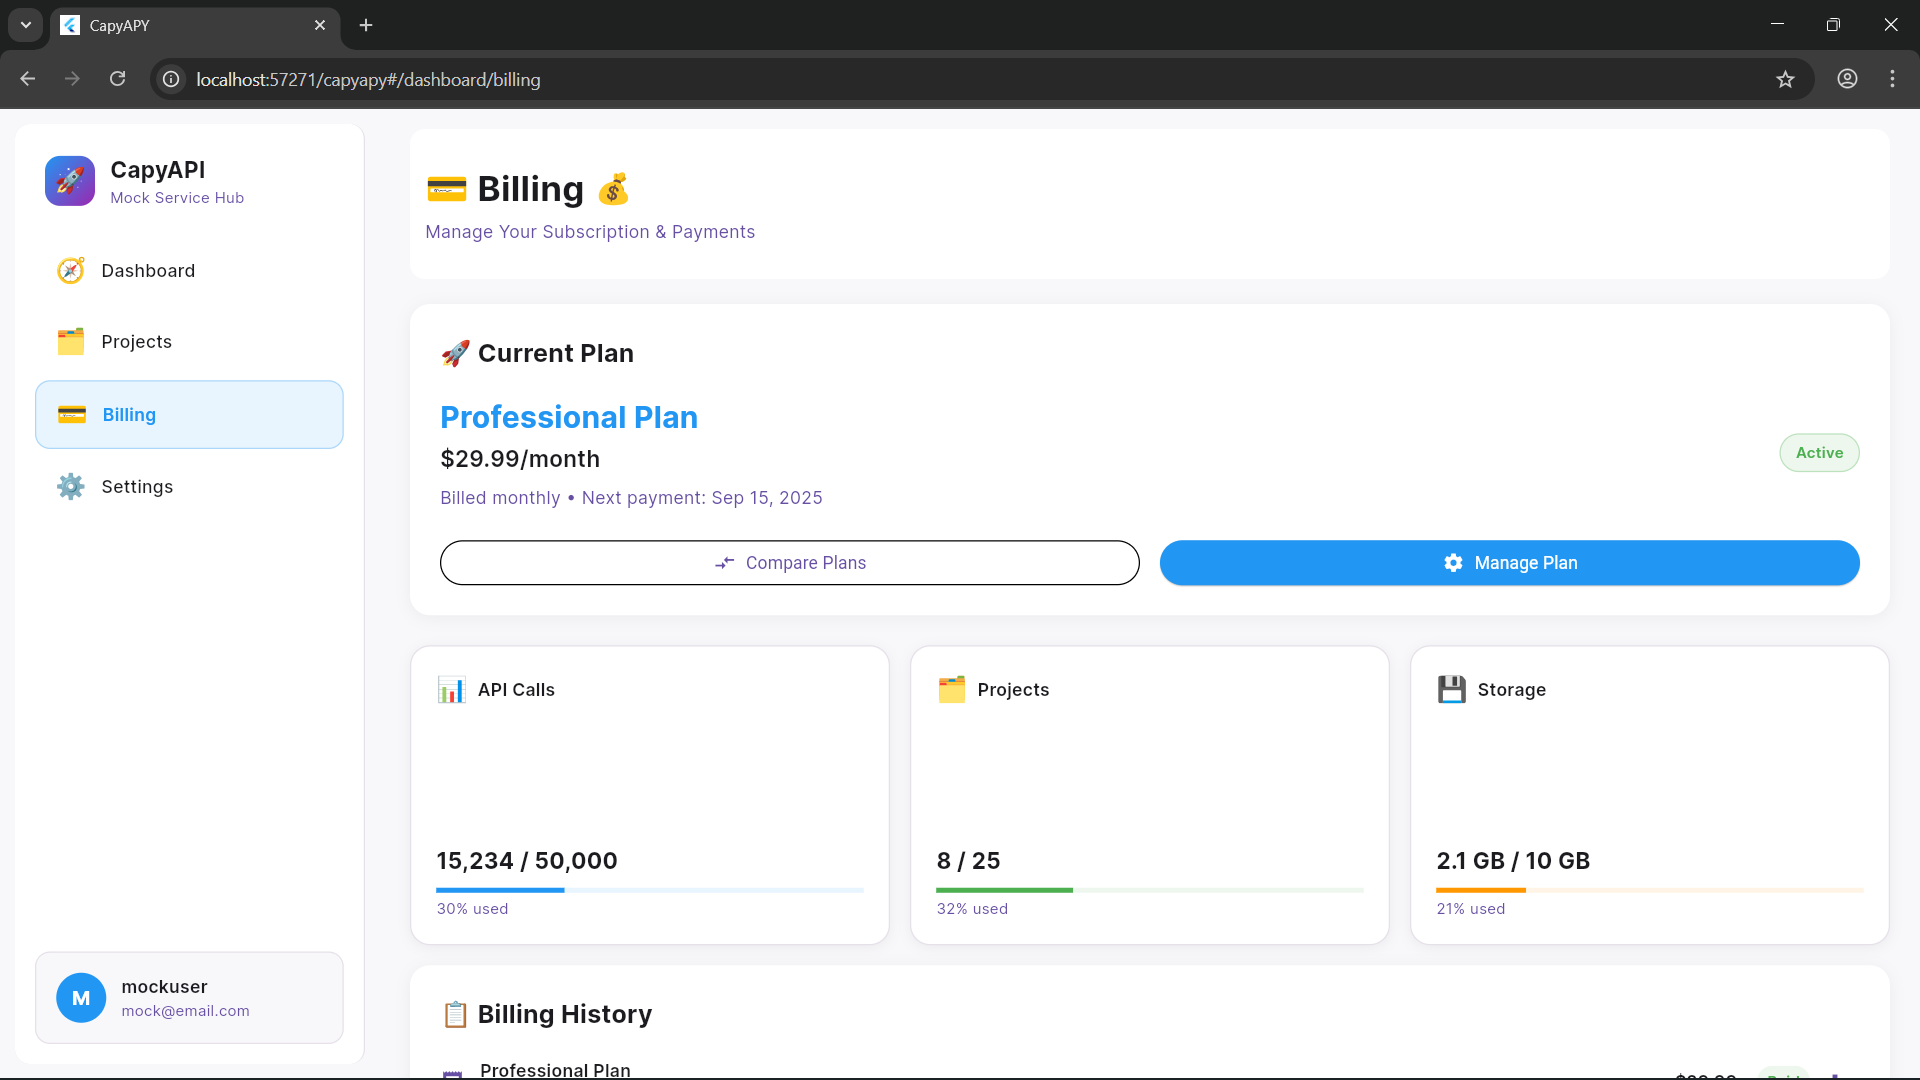 CapyAPY
localhost:57271/capyapy#/dashboard/billing
CapyAPI
Mock Service Hub
Dashboard
Projects
Billing
Settings
M
mockuser
mock@email.com
Billing
Manage Your Subscription & Payments
Current Plan
Professional Plan
$29.99/month
Billed monthly • Next payment: Sep 15, 2025
Active
Compare Plans
Manage Plan
API Calls
15,234 / 50,000
30% used
Projects
8 / 25
32% used
Storage
2.1 GB / 10 GB
21% used
Billing History
Professional Plan